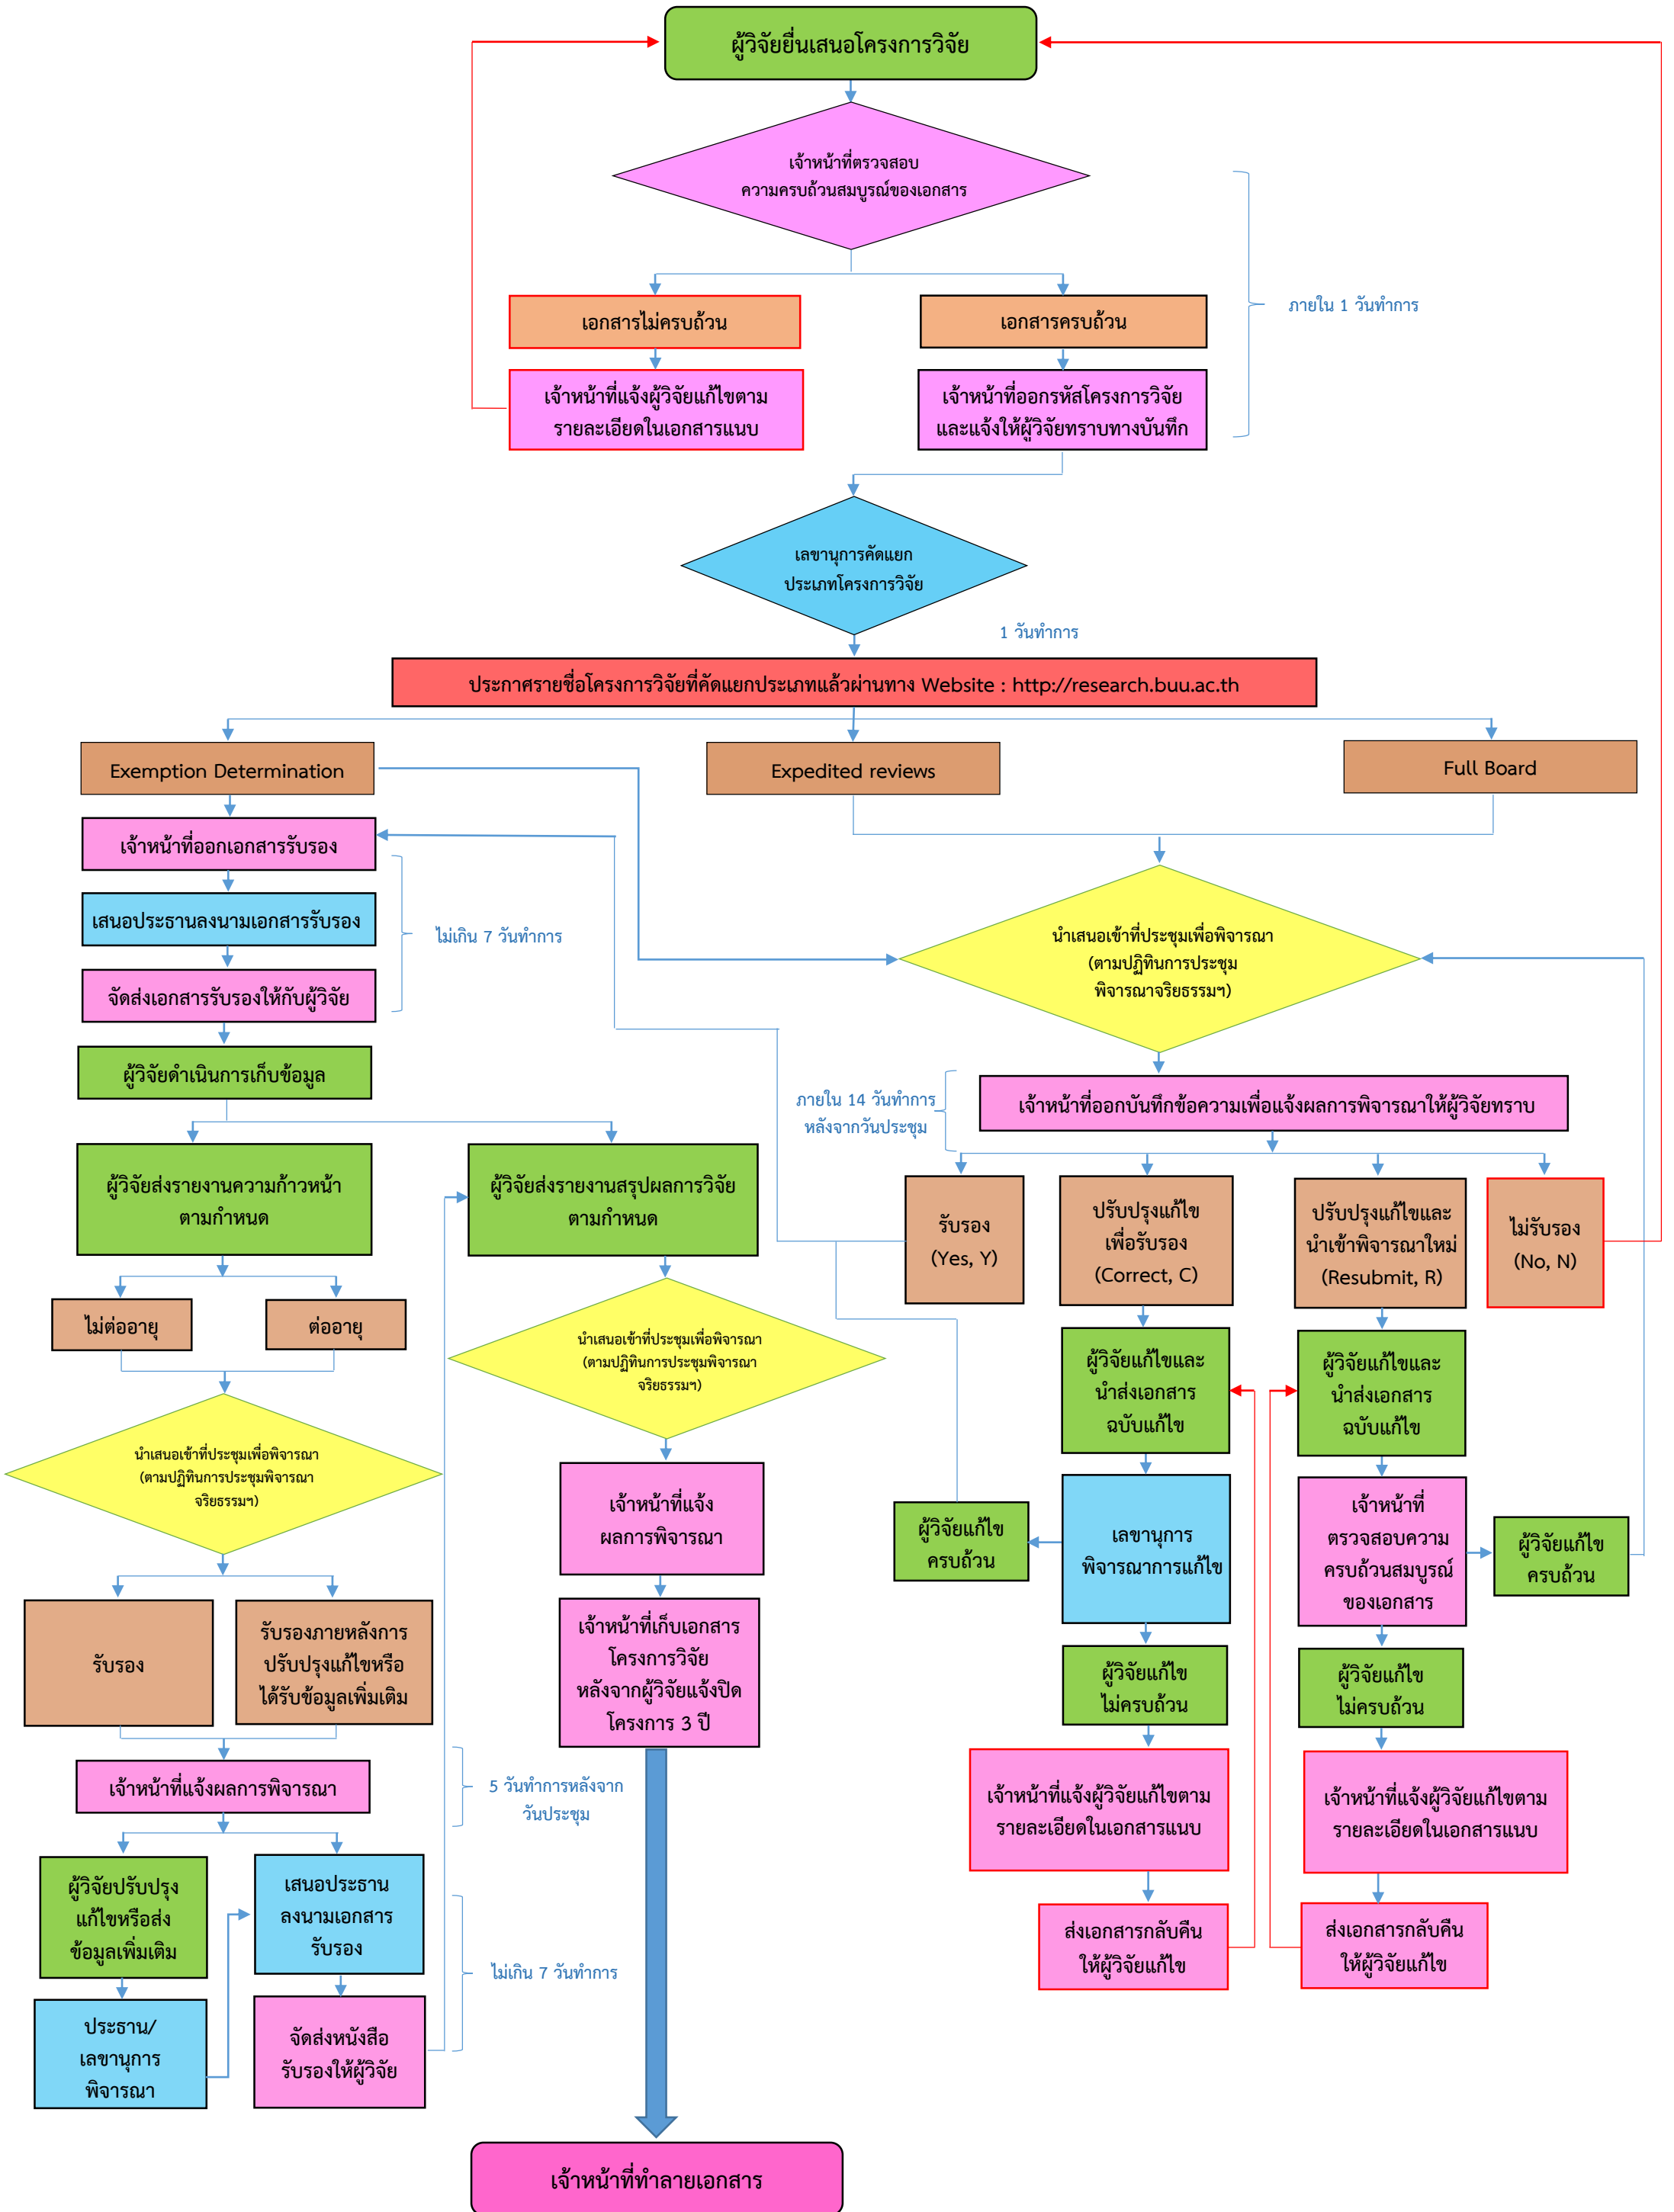 ผู้วิจัยยื่นเสนอโครงการวิจัย
เจ้าหน้าที่ตรวจสอบ
ความครบถ้วนสมบูรณ์ของเอกสาร
ภายใน 1 วันทำการ
เอกสารไม่ครบถ้วน
เอกสารครบถ้วน
เจ้าหน้าที่แจ้งผู้วิจัยแก้ไขตาม
รายละเอียดในเอกสารแนบ
เจ้าหน้าที่ออกรหัสโครงการวิจัย
และแจ้งให้ผู้วิจัยทราบทางบันทึก
เลขานุการคัดแยก
ประเภทโครงการวิจัย
1 วันทำการ
ประกาศรายชื่อโครงการวิจัยที่คัดแยกประเภทแล้วผ่านทาง Website : http://research.buu.ac.th
Exemption Determination
Expedited reviews
Full Board
เจ้าหน้าที่ออกเอกสารรับรอง
เสนอประธานลงนามเอกสารรับรอง
ไม่เกิน 7 วันทำการ
จัดส่งเอกสารรับรองให้กับผู้วิจัย
ผู้วิจัยดำเนินการเก็บข้อมูล
นำเสนอเข้าที่ประชุมเพื่อพิจารณา
(ตามปฏิทินการประชุม
พิจารณาจริยธรรมฯ)
ภายใน 14 วันทำการ
หลังจากวันประชุม
เจ้าหน้าที่ออกบันทึกข้อความเพื่อแจ้งผลการพิจารณาให้ผู้วิจัยทราบ
ผู้วิจัยส่งรายงานความก้าวหน้า
ตามกำหนด
ผู้วิจัยส่งรายงานสรุปผลการวิจัย
ตามกำหนด
รับรอง
(Yes, Y)
ปรับปรุงแก้ไข
เพื่อรับรอง
(Correct, C)
ปรับปรุงแก้ไขและ
นำเข้าพิจารณาใหม่
(Resubmit, R)
ไม่รับรอง
(No, N)
ไม่ต่ออายุ
ต่ออายุ
นำเสนอเข้าที่ประชุมเพื่อพิจารณา
(ตามปฏิทินการประชุมพิจารณา
จริยธรรมฯ)
ผู้วิจัยแก้ไขและ
นำส่งเอกสาร
ฉบับแก้ไข
ผู้วิจัยแก้ไขและ
นำส่งเอกสาร
ฉบับแก้ไข
นำเสนอเข้าที่ประชุมเพื่อพิจารณา
(ตามปฏิทินการประชุมพิจารณา
จริยธรรมฯ)
เจ้าหน้าที่แจ้ง
ผลการพิจารณา
ผู้วิจัยแก้ไข
ครบถ้วน
เลขานุการ
พิจารณาการแก้ไข
เจ้าหน้าที่
ตรวจสอบความ
ครบถ้วนสมบูรณ์
ของเอกสาร
ผู้วิจัยแก้ไข
ครบถ้วน
รับรอง
รับรองภายหลังการ
ปรับปรุงแก้ไขหรือ
ได้รับข้อมูลเพิ่มเติม
เจ้าหน้าที่เก็บเอกสาร
โครงการวิจัย
หลังจากผู้วิจัยแจ้งปิด
โครงการ 3 ปี
ผู้วิจัยแก้ไข
ไม่ครบถ้วน
ผู้วิจัยแก้ไข
ไม่ครบถ้วน
เจ้าหน้าที่แจ้งผลการพิจารณา
5 วันทำการหลังจาก
วันประชุม
เจ้าหน้าที่แจ้งผู้วิจัยแก้ไขตาม
รายละเอียดในเอกสารแนบ
เจ้าหน้าที่แจ้งผู้วิจัยแก้ไขตาม
รายละเอียดในเอกสารแนบ
ผู้วิจัยปรับปรุง
แก้ไขหรือส่ง
ข้อมูลเพิ่มเติม
เสนอประธาน
ลงนามเอกสาร
รับรอง
ไม่เกิน 7 วันทำการ
ส่งเอกสารกลับคืน
ให้ผู้วิจัยแก้ไข
ส่งเอกสารกลับคืน
ให้ผู้วิจัยแก้ไข
ประธาน/
เลขานุการ
พิจารณา
จัดส่งหนังสือ
รับรองให้ผู้วิจัย
เจ้าหน้าที่ทำลายเอกสาร